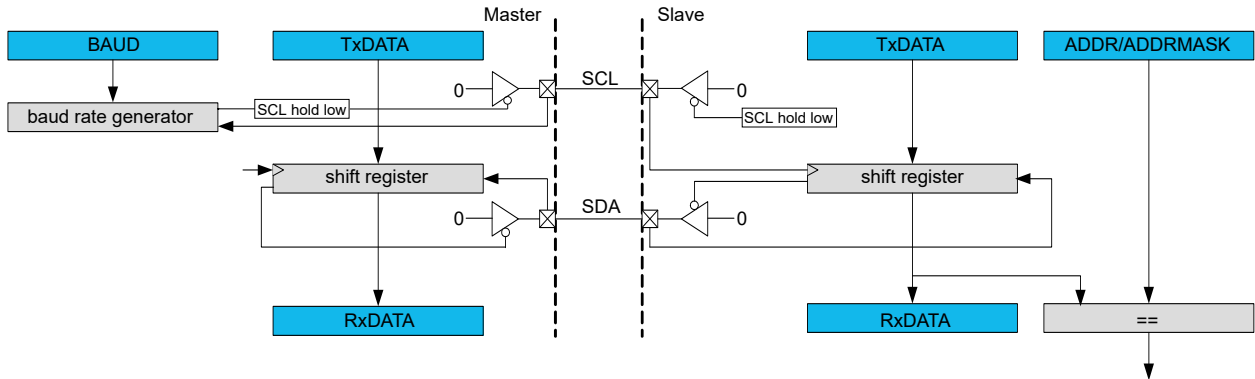 Master
Slave
BAUD
TxDATA
TxDATA
ADDR/ADDRMASK
0
SCL
0
baud rate generator
SCL hold low
SCL hold low
shift register
shift register
0
SDA
0
RxDATA
RxDATA
==